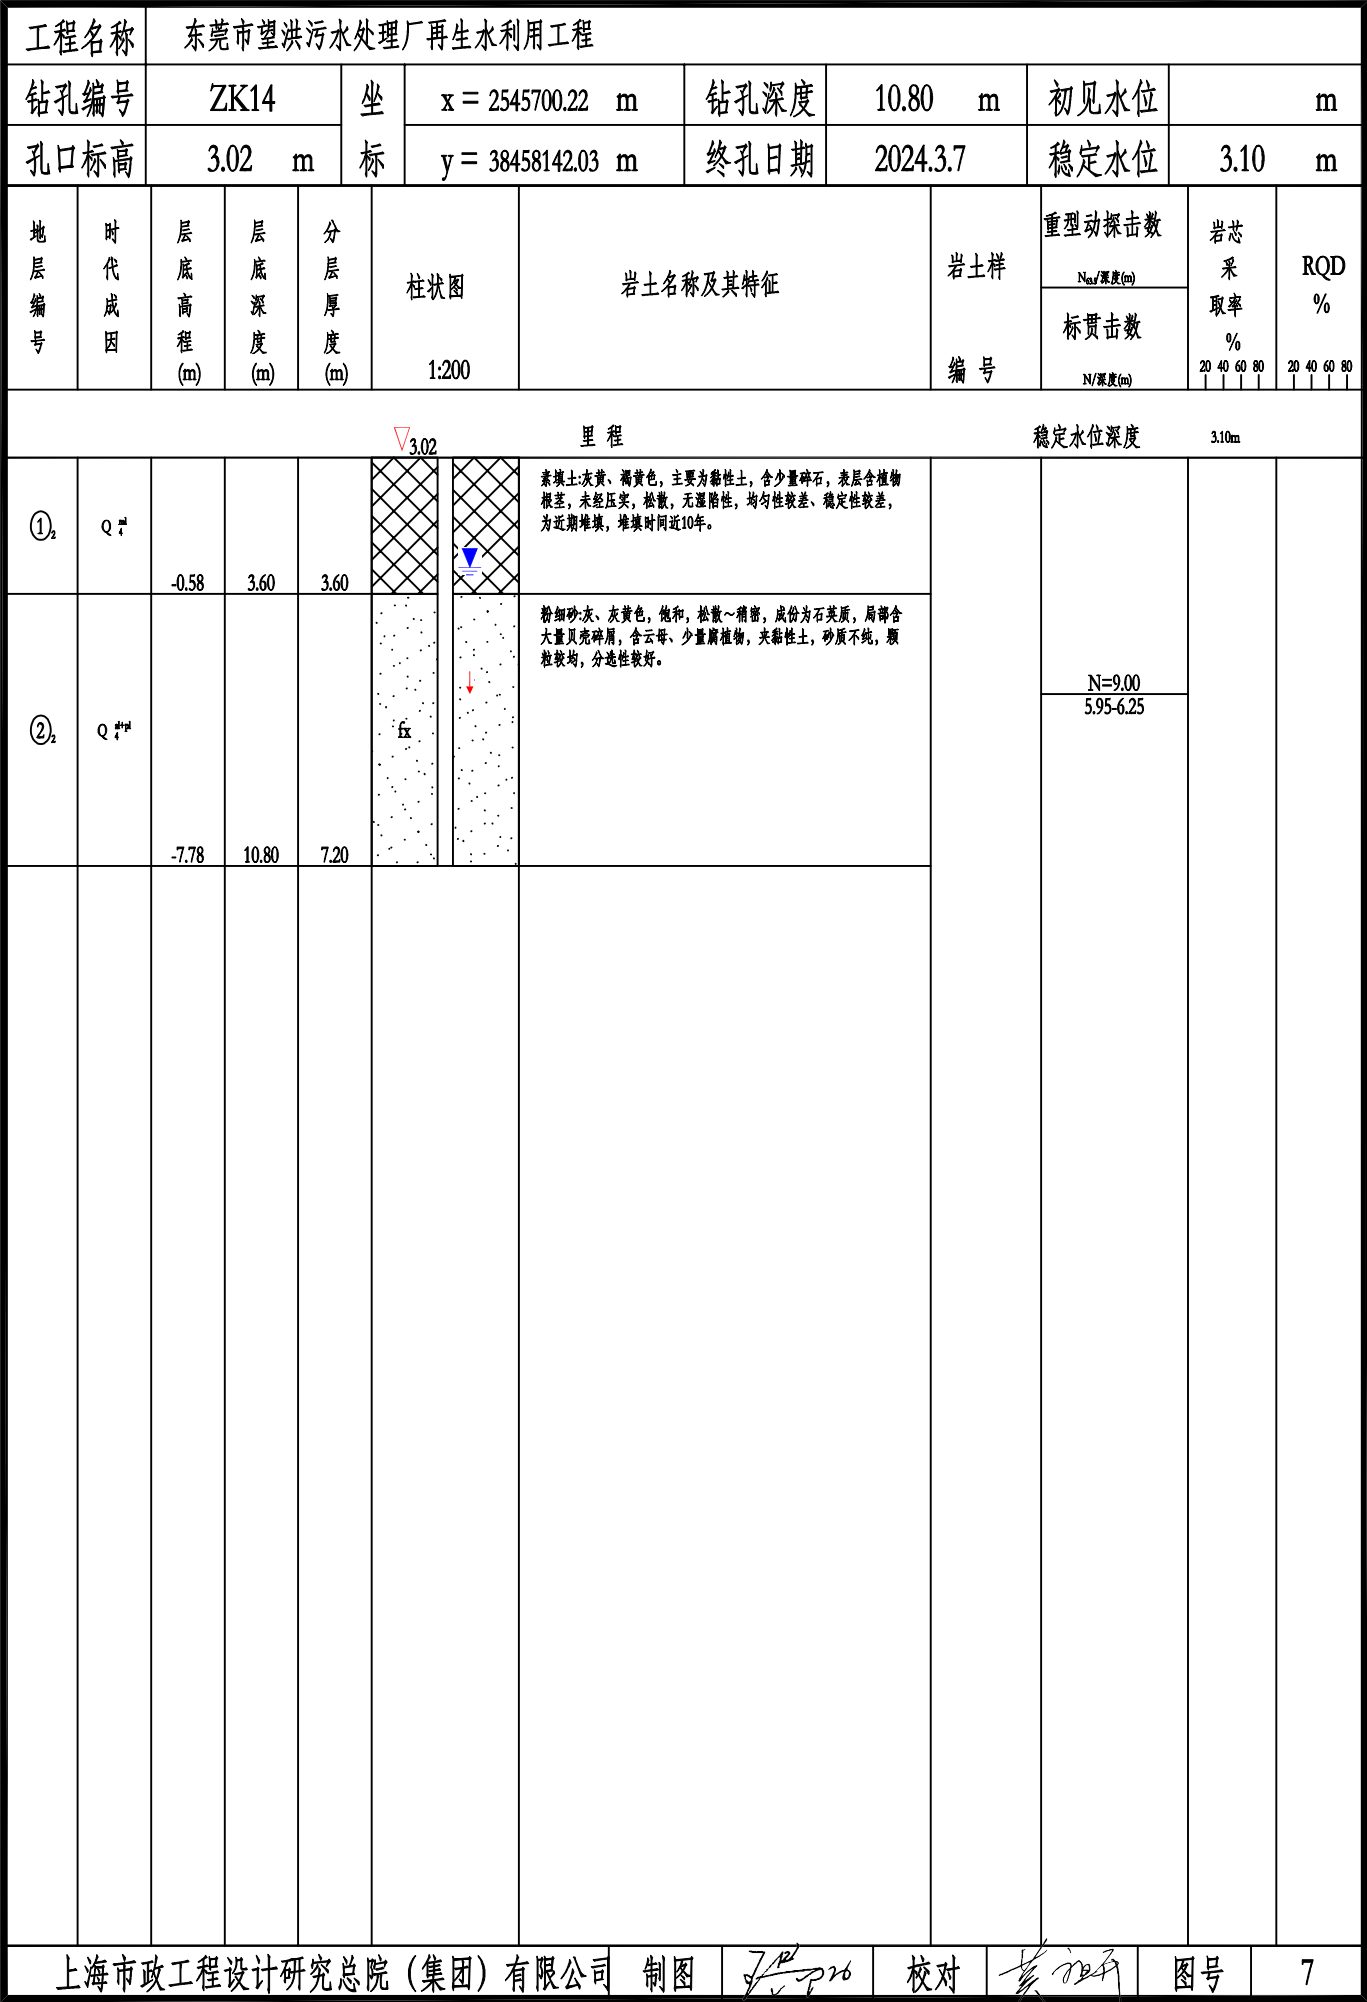 工程名称 东莞市望洪污水处理厂再生水利用工程
钻孔编号 ZK14 坐 x = 2545700.22 m 钻孔深度 10.80 m 初见水位 m
孔口标高 3.02 m 标 y = 38458142.03 m 终孔日期 2024.3.7 稳定水位 3.10 m
地层编号
时代成因
层底高程(m)
层底深度(m)
分层厚度(m)
柱状图
1:200
岩土名称及其特征
岩土样
编 号
重型动探击数
N63.5/深度(m)
标贯击数
N/深度(m)
岩芯
采
取率
%
20 40 60 80
RQD
%
20 40 60 80
3.02
里 程
稳定水位深度 3.10m
素填土:灰黄、褐黄色，主要为黏性土，含少量碎石，表层含植物
根茎，未经压实，松散，无湿陷性，均匀性较差、稳定性较差，
为近期堆填，堆填时间近10年。
①2 Q ml 4
-0.58 3.60 3.60
粉细砂:灰、灰黄色，饱和，松散～稍密，成份为石英质，局部含
大量贝壳碎屑，含云母、少量腐植物，夹黏性土，砂质不纯，颗
粒较均，分选性较好。
N=9.00
5.95-6.25
②2 Q al+pl 4
fx
-7.78 10.80 7.20
上海市政工程设计研究总院（集团）有限公司 制图 校对 图号 7